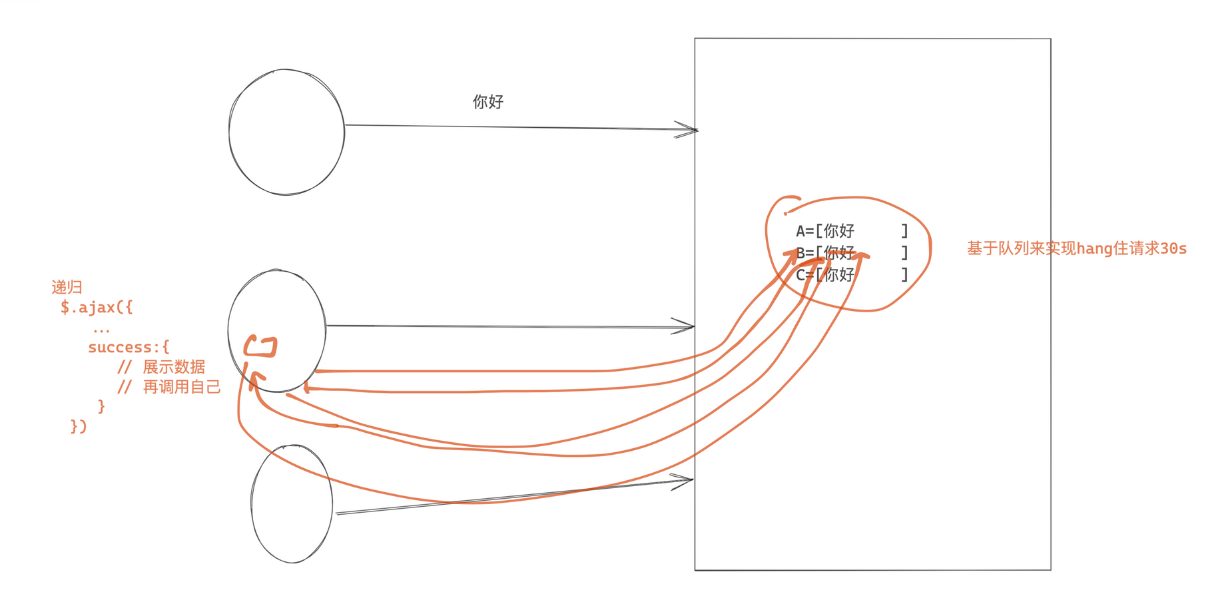 你好
A=[你好 ]
B=[你好 ]
C=[你好 ]
基于队列来实现hang住请求30s
递归
$.ajax({
...
success:{
// 展示数据
// 再调用自己
}
})